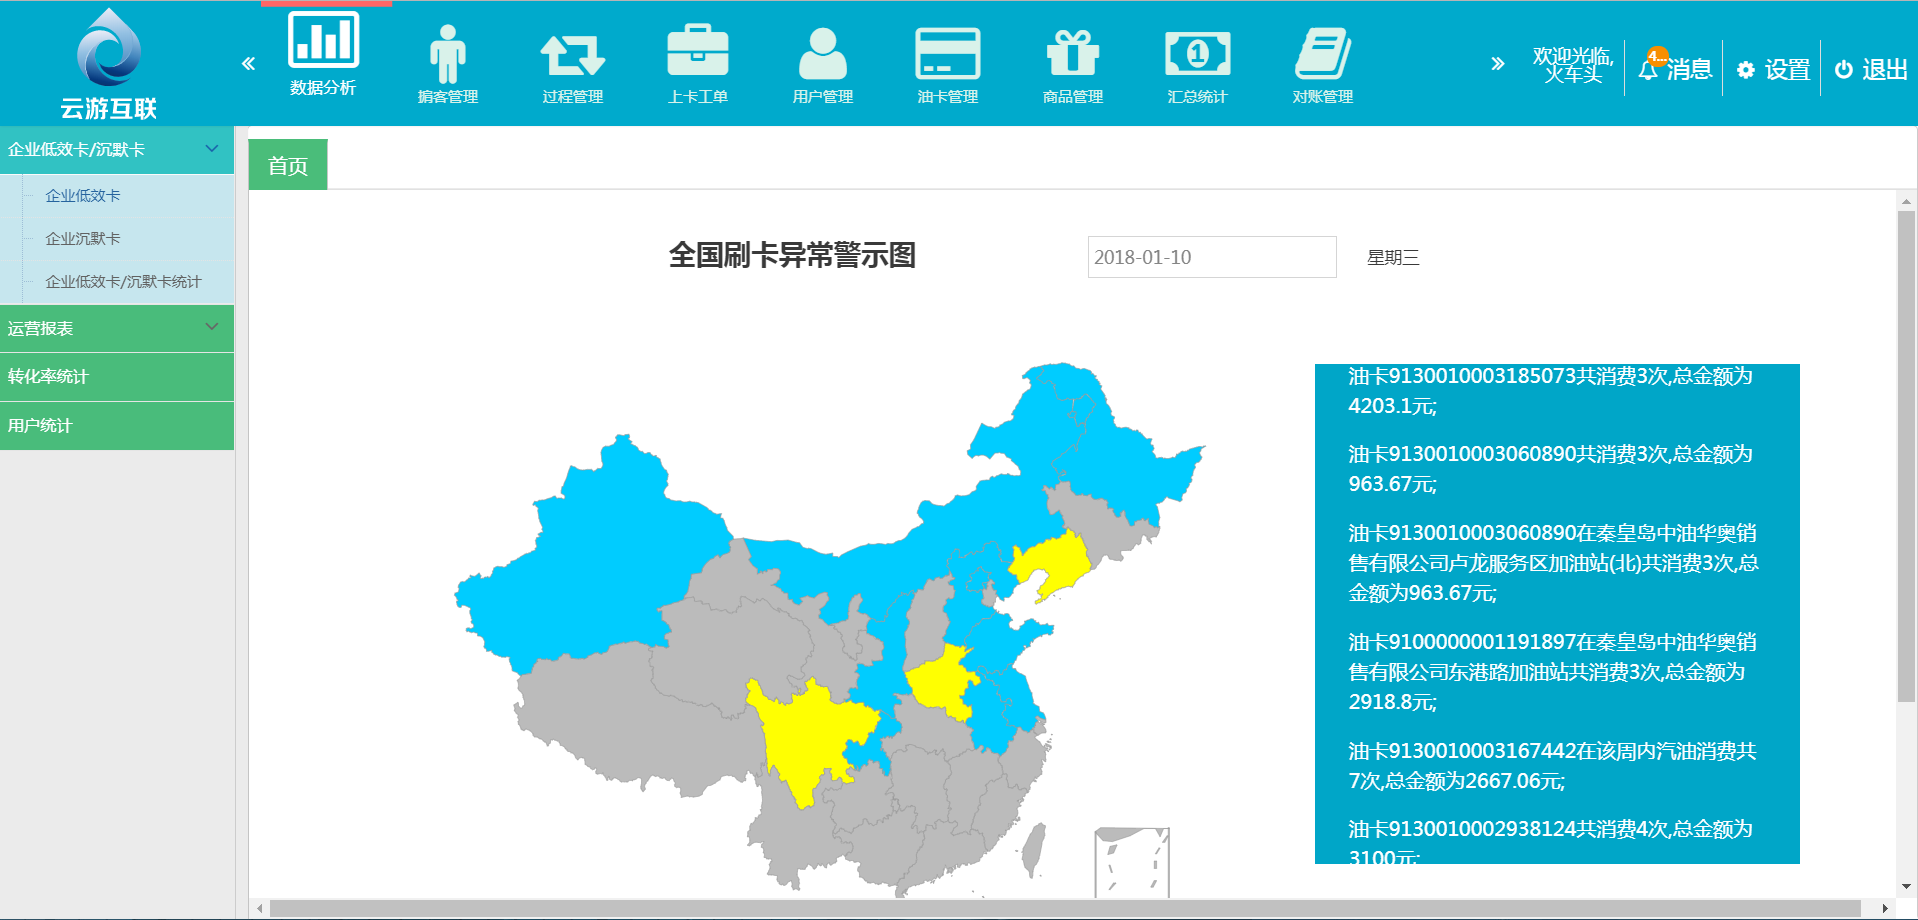 云游互联
«
数据分析
掮客管理
过程管理
上卡工单
用户管理
油卡管理
商品管理
汇总统计
对账管理
»
欢迎光临,
火车头
4...
消息
设置
退出
企业低效卡/沉默卡
企业低效卡
企业沉默卡
企业低效卡/沉默卡统计
运营报表
转化率统计
用户统计
首页
全国刷卡异常警示图
2018-01-10
星期三
油卡9130010003185073共消费3次,总金额为
4203.1元;
油卡9130010003060890共消费3次,总金额为
963.67元;
油卡9130010003060890在秦皇岛中油华奥销
售有限公司卢龙服务区加油站(北)共消费3次,总
金额为963.67元;
油卡9100000001191897在秦皇岛中油华奥销
售有限公司东港路加油站共消费3次,总金额为
2918.8元;
油卡9130010003167442在该周内汽油消费共
7次,总金额为2667.06元;
油卡9130010002938124共消费4次,总金额为
3100元;